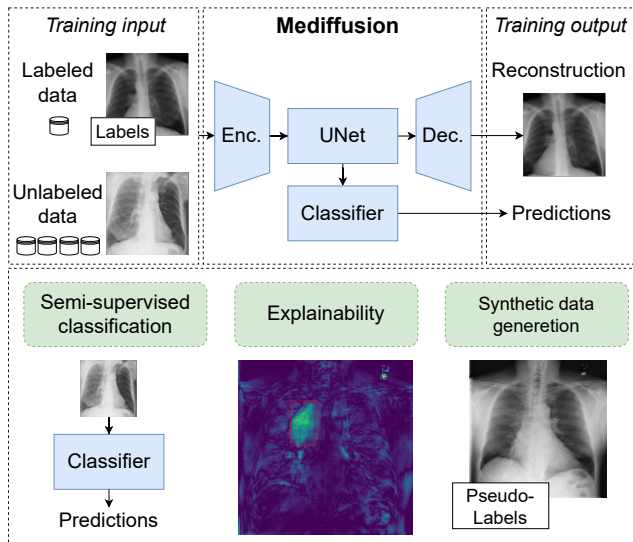 Training input
Mediffusion
Training output
Labeled
data
Labels
Unlabeled
data
Enc.
UNet
Dec.
Classifier
Reconstruction
Predictions
Semi-supervised
classification
Explainability
Synthetic data
generetion
Classifier
Predictions
Pseudo-
Labels